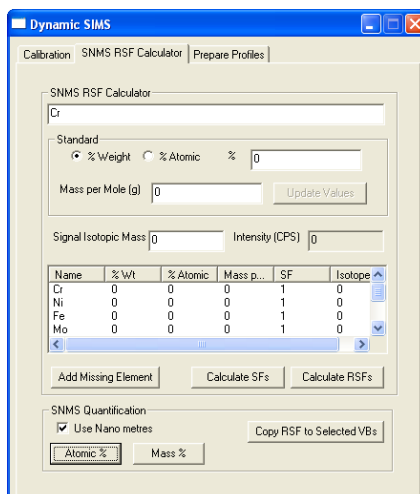 Dynamic SIMS
Calibration SNMS RSF Calculator Prepare Profiles
SNMS RSF Calculator
Cr
Standard
% Weight % Atomic % 0
Mass per Mole (g) 0 Update Values
Signal Isotopic Mass 0 Intensity (CPS) 0
Name % Wt % Atomic Mass p... SF Isotope
Cr 0 0 0 1 0
Ni 0 0 0 1 0
Fe 0 0 0 1 0
Mo 0 0 0 1 0
Add Missing Element Calculate SFs Calculate RSFs
SNMS Quantification
Use Nano metres
Copy RSF to Selected VBs
Atomic % Mass %